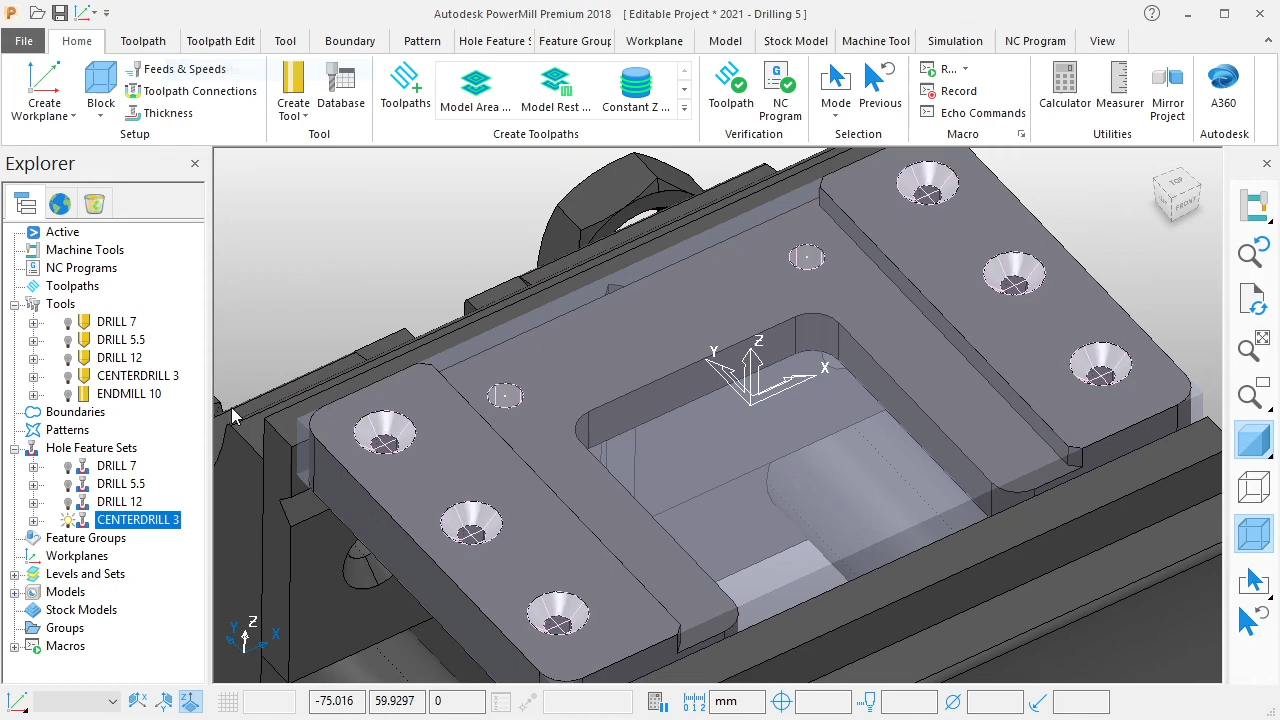 P
Autodesk PowerMill Premium 2018 [ Editable Project * 2021 - Drilling 5 ]
File Home Toolpath Toolpath Edit Tool Boundary Pattern Hole Feature S Feature Group Workplane Model Stock Model Machine Tool Simulation NC Program View
Create Workplane
Block
Feeds & Speeds
Toolpath Connections
Thickness
Setup
Create Tool
Database
Tool
Toolpaths
Model Area ...
Model Rest ...
Constant Z ...
Create Toolpaths
Toolpath
G
NC Program
Verification
Mode
Previous
Selection
R...
Record
Echo Commands
Macro
Calculator
Measurer
Mirror Project
Utilities
A360
Autodesk
Explorer
Active
Machine Tools
NC Programs
Toolpaths
Tools
DRILL 7
DRILL 5.5
DRILL 12
CENTERDRILL 3
ENDMILL 10
Boundaries
Patterns
Hole Feature Sets
DRILL 7
DRILL 5.5
DRILL 12
CENTERDRILL 3
Feature Groups
Workplanes
Levels and Sets
Models
Stock Models
Groups
Macros
TOP
FRONT
Z
Y
X
Z
Y
X
-75.016 59.9297 0
0 1 2
mm